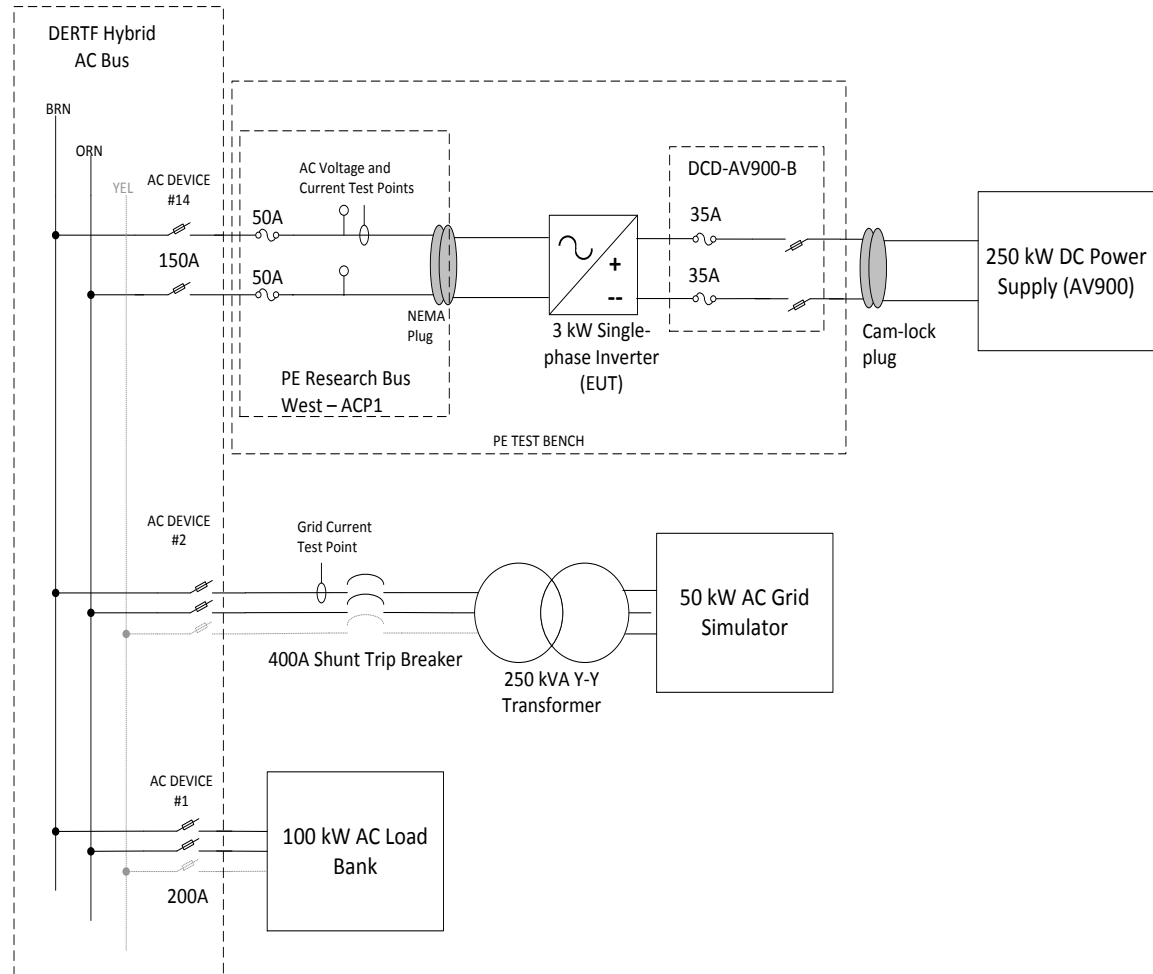 DERTF Hybrid
AC Bus
BRN
ORN
YEL
AC DEVICE
#14
150A
50A
50A
AC Voltage and
Current Test Points
NEMA
Plug
PE Research Bus
West – ACP1
+
--
3 kW Single-
phase Inverter
(EUT)
DCD-AV900-B
35A
35A
Cam-lock
plug
250 kW DC Power
Supply (AV900)
PE TEST BENCH
AC DEVICE
#2
Grid Current
Test Point
400A Shunt Trip Breaker
250 kVA Y-Y
Transformer
50 kW AC Grid
Simulator
AC DEVICE
#1
200A
100 kW AC Load
Bank